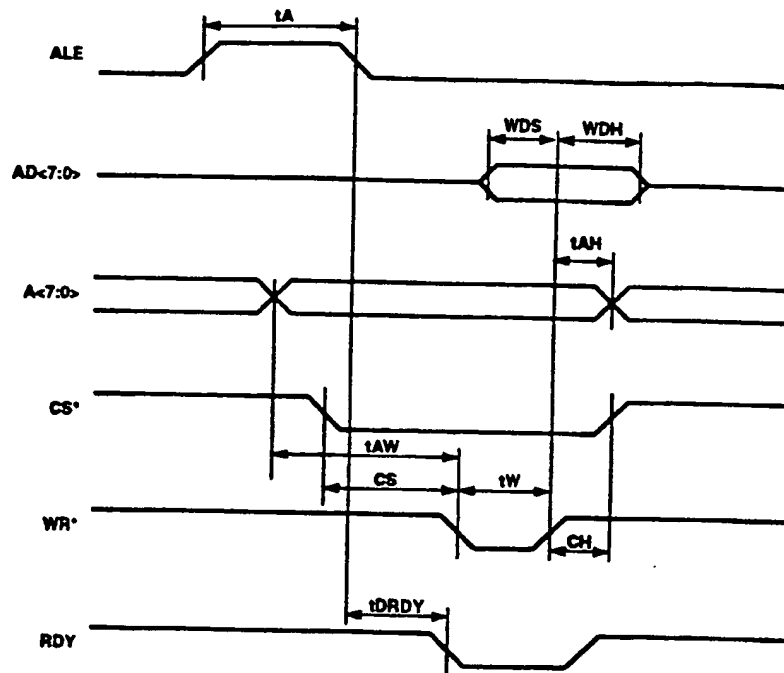 tA
ALE
WDS WDH
AD<7:0>
tAH
A<7:0>
CS*
tAW
CS tW
WR*
CH
tDRDY
RDY